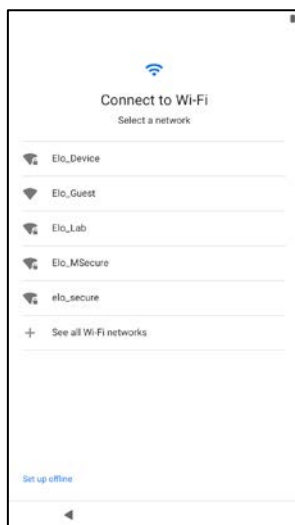 Connect to Wi-Fi
Select a network
Elo_Device
Elo_Guest
Elo_Lab
Elo_MSecure
elo_secure
See all Wi-Fi networks
Set up offline